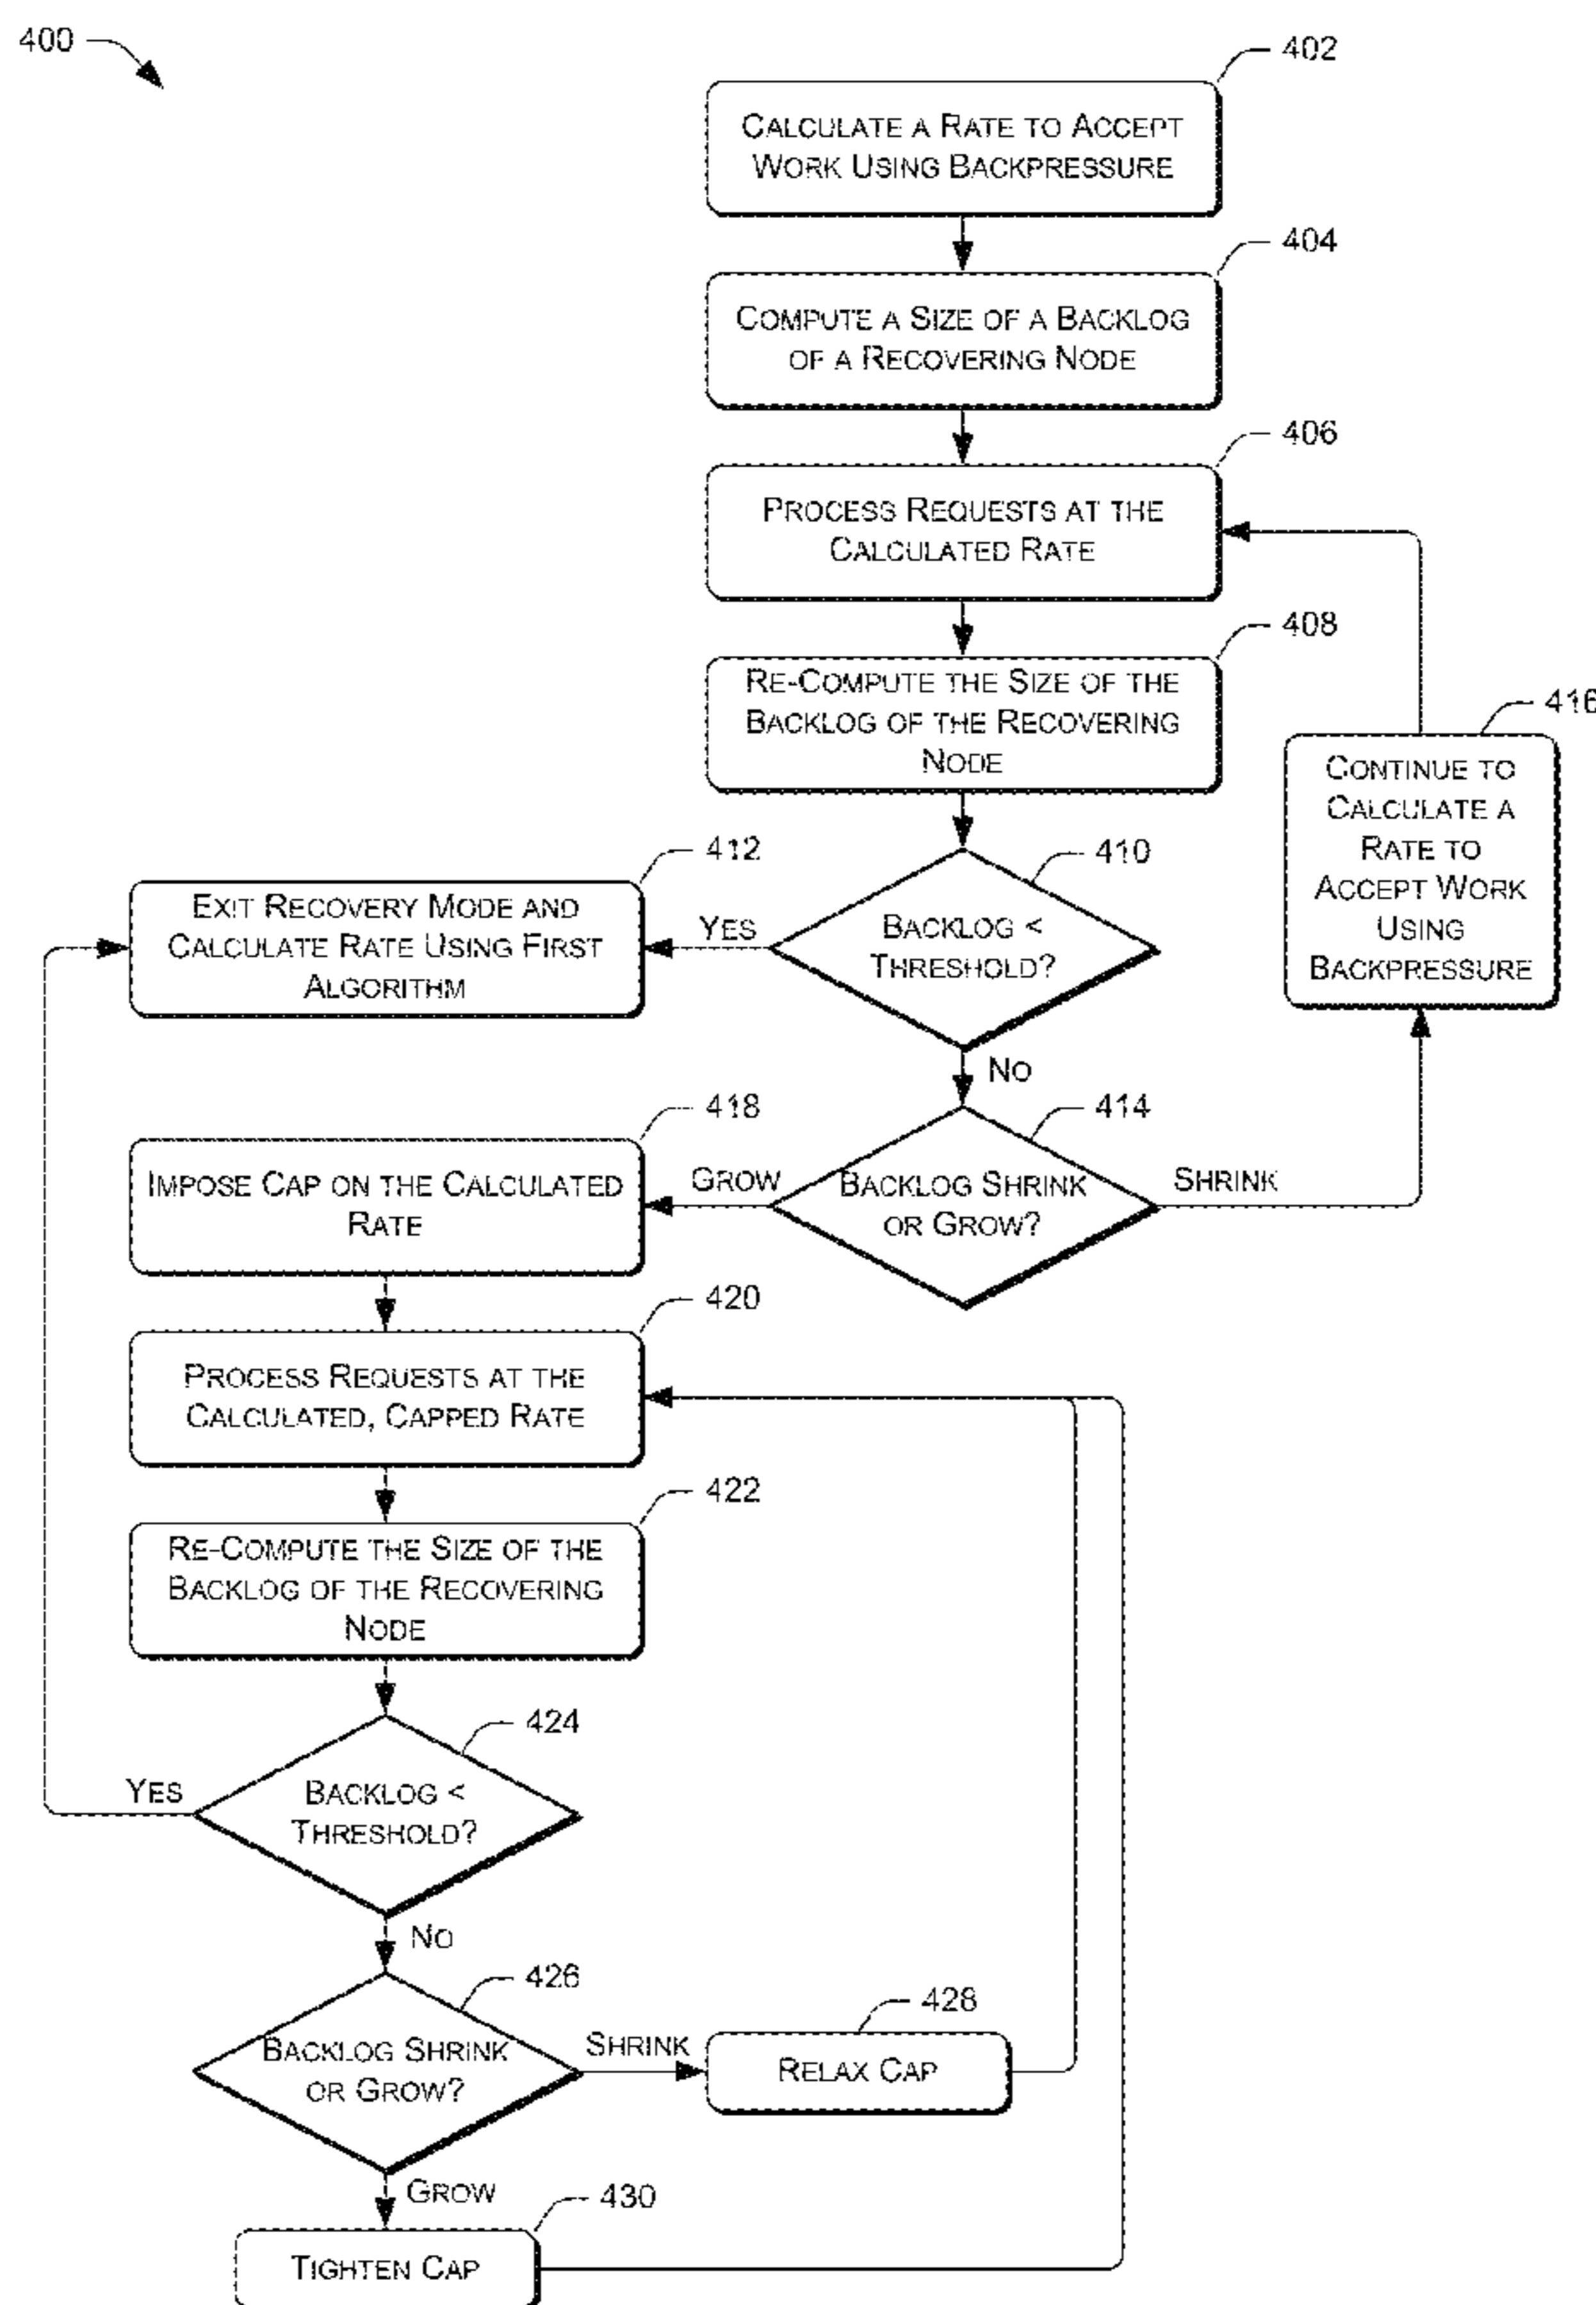 400
402
CALCULATE A RATE TO ACCEPT
WORK USING BACKPRESSURE
404
COMPUTE A SIZE OF A BACKLOG
OF A RECOVERING NODE
406
PROCESS REQUESTS AT THE
CALCULATED RATE
408
RE-COMPUTE THE SIZE OF THE
BACKLOG OF THE RECOVERING
NODE
416
CONTINUE TO
CALCULATE A
RATE TO
ACCEPT WORK
USING
BACKPRESSURE
410
BACKLOG <
THRESHOLD?
YES
412
EXIT RECOVERY MODE AND
CALCULATE RATE USING FIRST
ALGORITHM
NO
414
BACKLOG SHRINK
OR GROW?
SHRINK
GROW
418
IMPOSE CAP ON THE CALCULATED
RATE
420
PROCESS REQUESTS AT THE
CALCULATED, CAPPED RATE
422
RE-COMPUTE THE SIZE OF THE
BACKLOG OF THE RECOVERING
NODE
424
BACKLOG <
THRESHOLD?
YES
NO
426
BACKLOG SHRINK
OR GROW?
SHRINK
428
RELAX CAP
GROW
430
TIGHTEN CAP